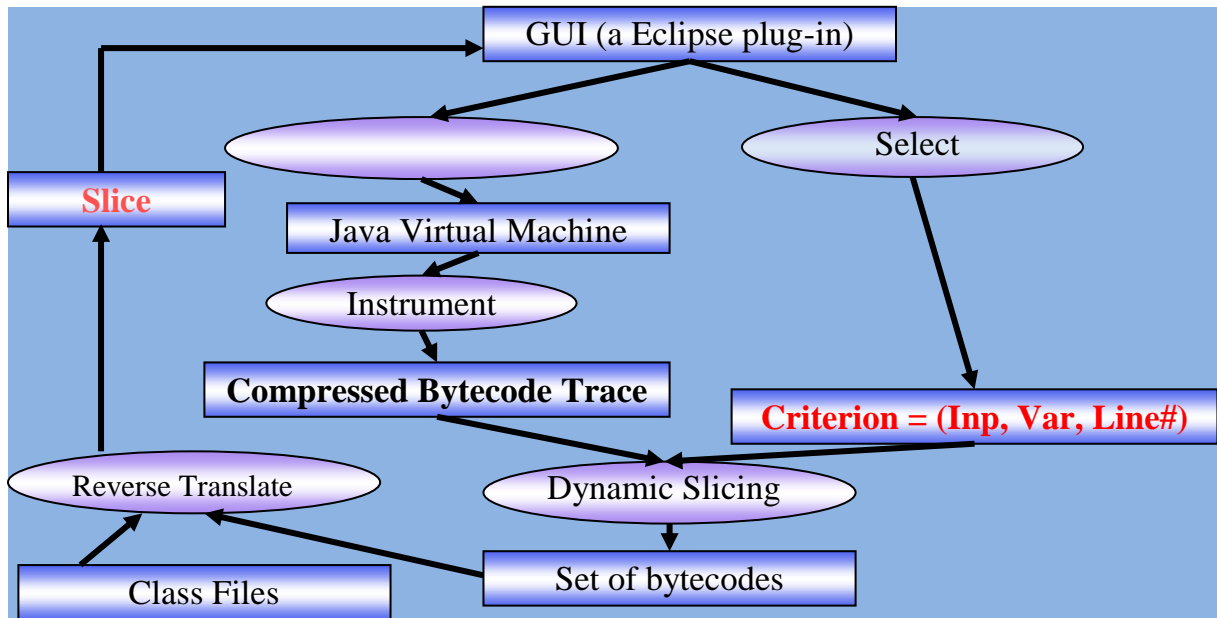 GUI (a Eclipse plug-in)
Select
Slice
Java Virtual Machine
Instrument
Compressed Bytecode Trace
Criterion = (Inp, Var, Line#)
Reverse Translate
Dynamic Slicing
Class Files
Set of bytecodes